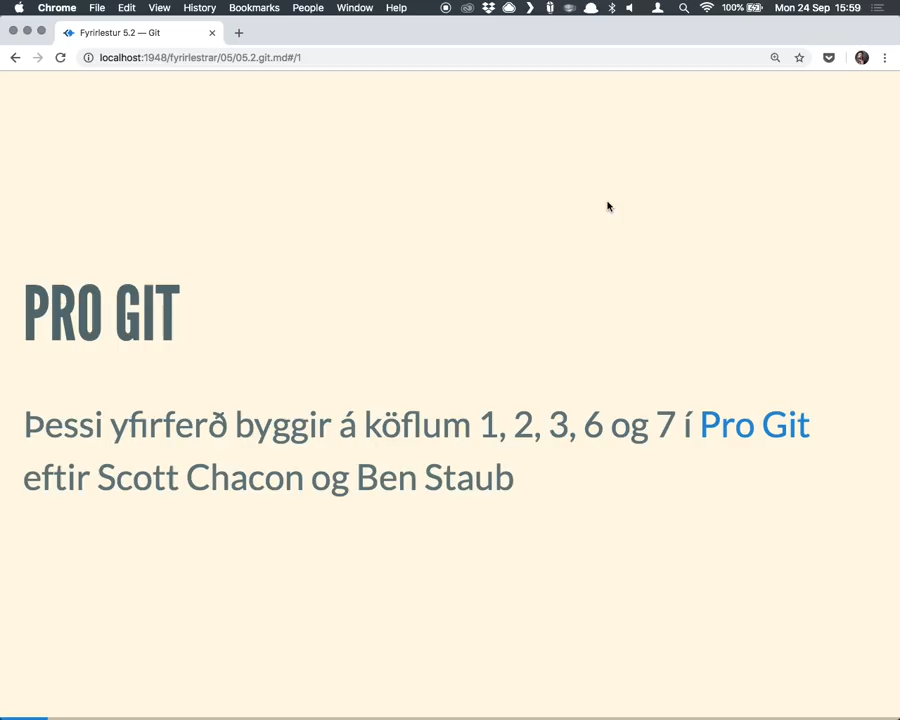 Chrome File Edit View History Bookmarks People Window Help 100% Mon 24 Sep 15:59
Fyrirlestur 5.2 — Git
localhost:1948/fyrirlestrar/05/05.2.git.md#/1
PRO GIT
Þessi yfirferð byggir á köflum 1, 2, 3, 6 og 7 í Pro Git
eftir Scott Chacon og Ben Staub